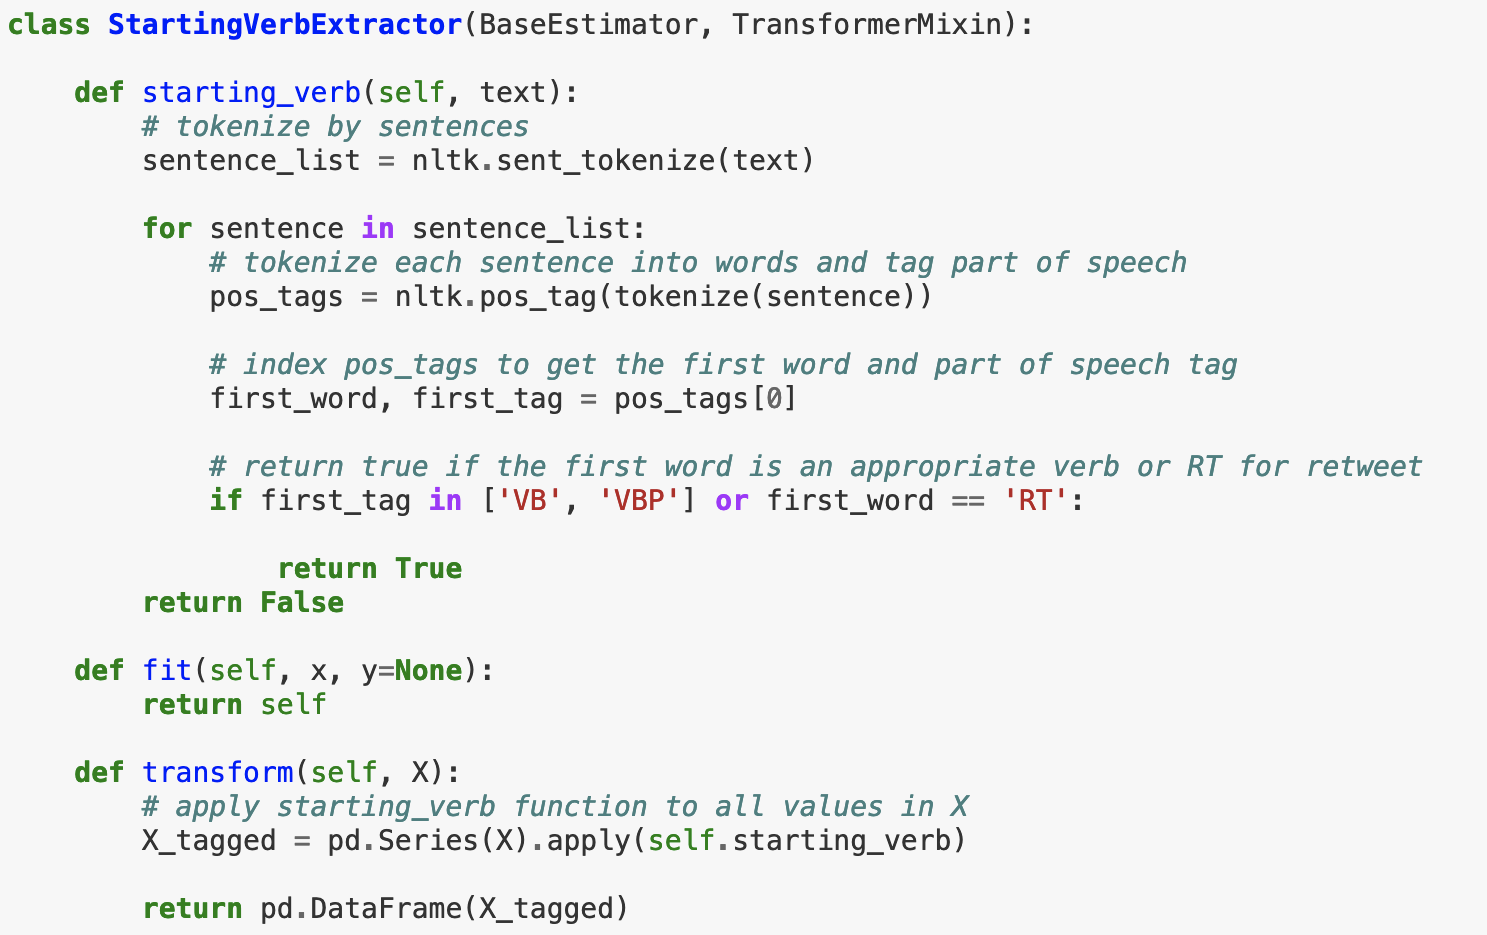 class StartingVerbExtractor(BaseEstimator, TransformerMixin):
    def starting_verb(self, text):
        # tokenize by sentences
        sentence_list = nltk.sent_tokenize(text)
        for sentence in sentence_list:
            # tokenize each sentence into words and tag part of speech
            pos_tags = nltk.pos_tag(tokenize(sentence))
            # index pos_tags to get the first word and part of speech tag
            first_word, first_tag = pos_tags[0]
            # return true if the first word is an appropriate verb or RT for retweet
            if first_tag in ['VB', 'VBP'] or first_word == 'RT':
                return True
        return False
    def fit(self, x, y=None):
        return self
    def transform(self, X):
        # apply starting_verb function to all values in X
        X_tagged = pd.Series(X).apply(self.starting_verb)
        return pd.DataFrame(X_tagged)